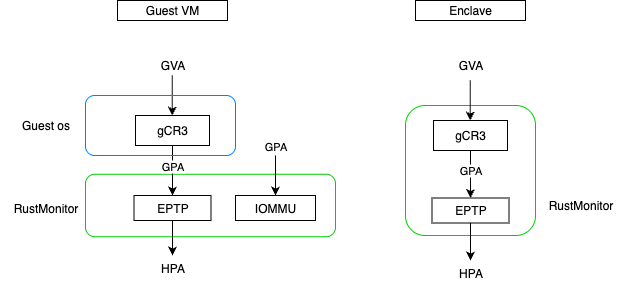 Guest VM
Enclave
GVA
GVA
Guest os
gCR3
gCR3
GPA
GPA
GPA
RustMonitor
EPTP
IOMMU
EPTP
RustMonitor
HPA
HPA